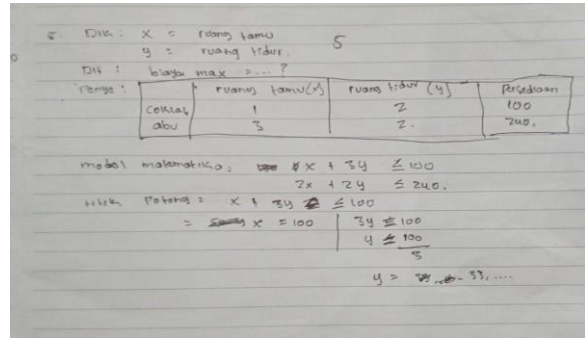 5. Dik : x = ruang tamu
y = ruang tidur. 5
Dit : biaya max = ... ?
Penye : ruang tamu(x) ruang tidur (y) Persediaan
Coklat 1 2 100
abu 3 2. 240.
model matematika : x + 3y ≤ 100
2x + 2y ≤ 240.
titik Potong : x + 3y ≤ 100
= x = 100 3y ≤ 100
y ≤ 100
3
y = 33,....